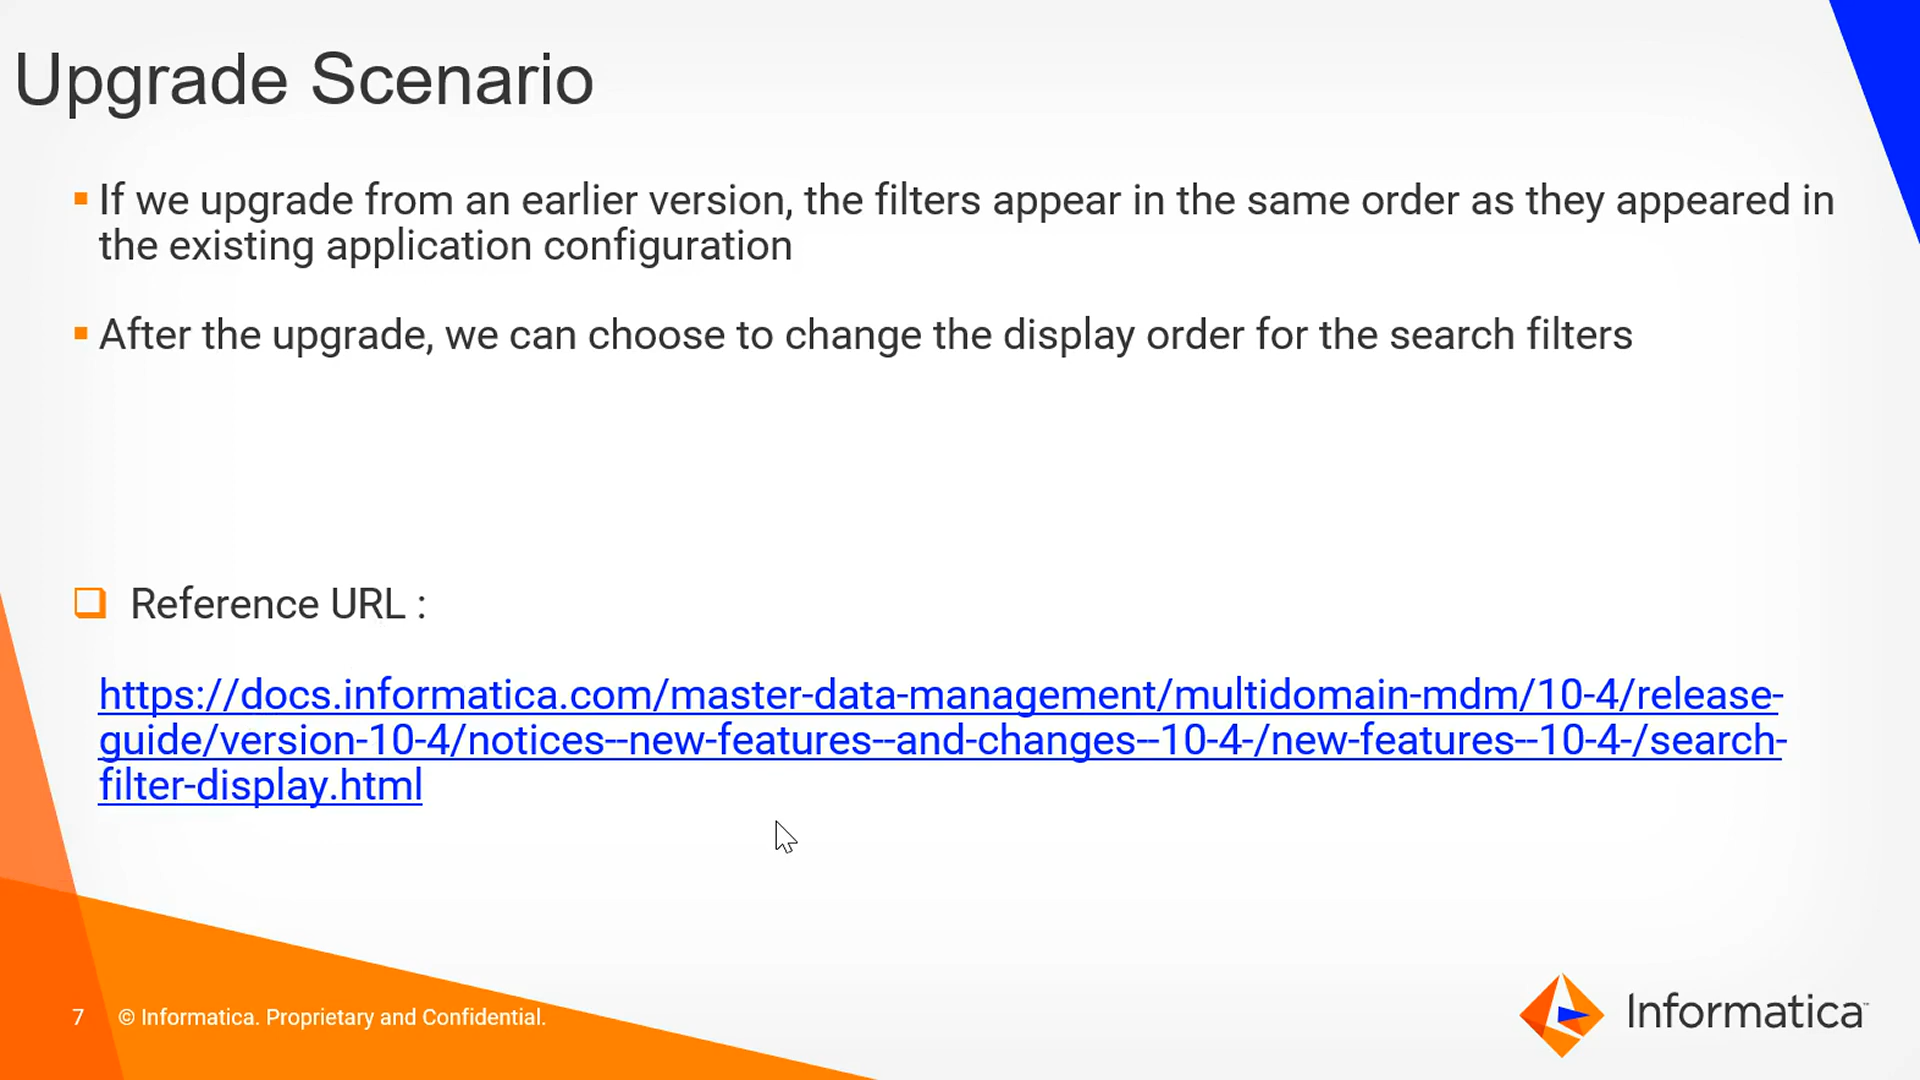 Upgrade Scenario
If we upgrade from an earlier version, the filters appear in the same order as they appeared in
the existing application configuration
After the upgrade, we can choose to change the display order for the search filters
Reference URL :
https://docs.informatica.com/master-data-management/multidomain-mdm/10-4/release-
guide/version-10-4/notices--new-features--and-changes--10-4-/new-features--10-4-/search-
filter-display.html
7 © Informatica. Proprietary and Confidential.
Informatica™